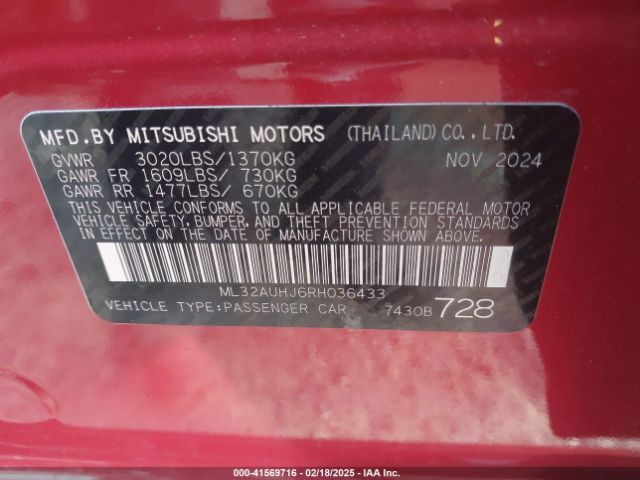 MFD.BY MITSUBISHI MOTORS (THAILAND)CO.,LTD.
GVWR 3020LBS/1370KG NOV 2024
GAWR FR 1609LBS/ 730KG
GAWR RR 1477LBS/ 670KG
THIS VEHICLE CONFORMS TO ALL APPLICABLE FEDERAL MOTOR
VEHICLE SAFETY, BUMPER, AND THEFT PREVENTION STANDARDS
IN EFFECT ON THE DATE OF MANUFACTURE SHOWN ABOVE.
ML32AUHJ6RH036433
VEHICLE TYPE:PASSENGER CAR 7430B 728
000-41569716 - 02/18/2025 - IAA Inc.